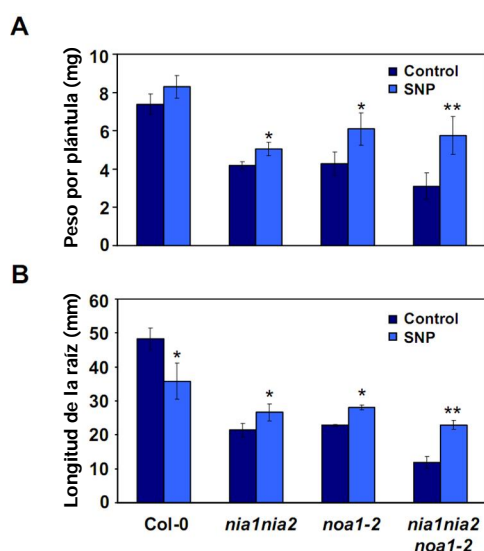 A
Peso por plántula (mg)
10
8
6
4
2
0
Control
SNP
*
*
**
B
Longitud de la raíz (mm)
60
50
40
30
20
10
0
Control
SNP
*
*
*
**
Col-0
nia1nia2
noa1-2
nia1nia2
noa1-2